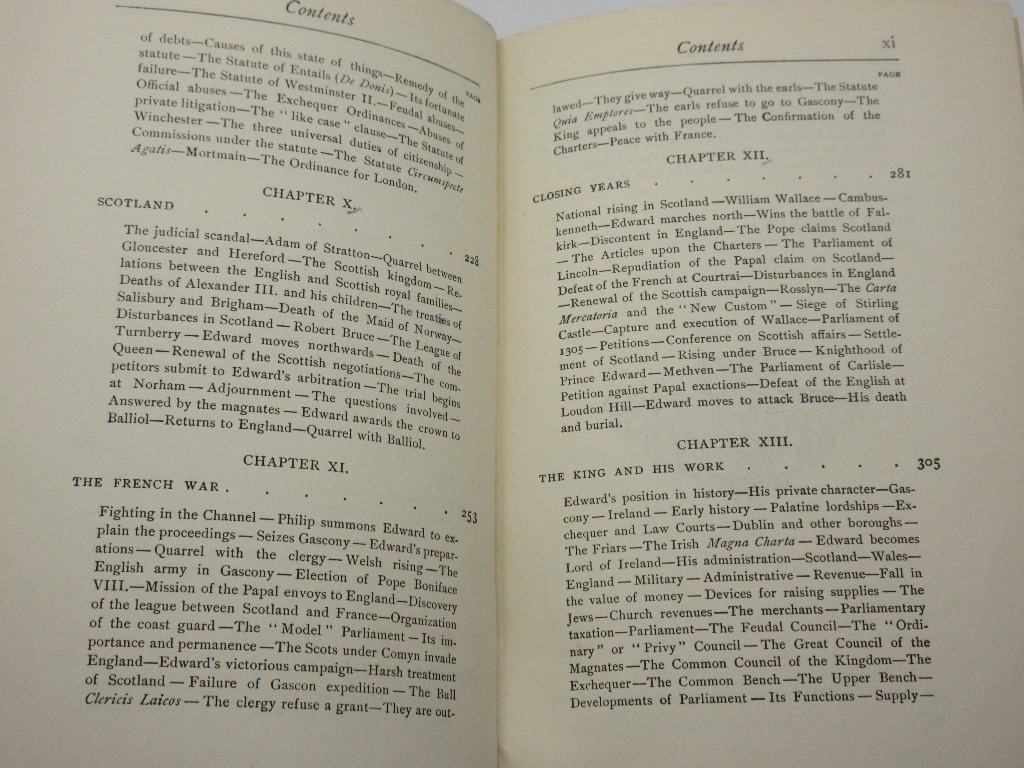 Contents
PAGE
of debts—Causes of this state of things—Remedy of the
statute—The Statute of Entails (De Donis)—Its fortunate
failure—The Statute of Westminster II.—Feudal abuses—
Official abuses—The Exchequer Ordinances—Abuses of
private litigation—The "like case" clause—The Statute of
Winchester—The three universal duties of citizenship—
Commissions under the statute—The Statute Circumspecte
Agatis—Mortmain—The Ordinance for London.
CHAPTER X.
SCOTLAND . . . . . . . 228
The judicial scandal—Adam of Stratton—Quarrel between
Gloucester and Hereford—The Scottish kingdom—Re-
lations between the English and Scottish royal families—
Deaths of Alexander III. and his children—The treaties of
Salisbury and Brigham—Death of the Maid of Norway—
Disturbances in Scotland—Robert Bruce—The League of
Turnberry—Edward moves northwards—Death of the
Queen—Renewal of the Scottish negotiations—The com-
petitors submit to Edward's arbitration—The trial begins
at Norham—Adjournment—The questions involved—
Answered by the magnates—Edward awards the crown to
Balliol—Returns to England—Quarrel with Balliol.
CHAPTER XI.
THE FRENCH WAR . . . . . . . 253
Fighting in the Channel—Philip summons Edward to ex-
plain the proceedings—Seizes Gascony—Edward's prepar-
ations—Quarrel with the clergy—Welsh rising—The
English army in Gascony—Election of Pope Boniface
VIII.—Mission of the Papal envoys to England—Discovery
of the league between Scotland and France—Organization
of the coast guard—The "Model" Parliament—Its im-
portance and permanence—The Scots under Comyn invade
England—Edward's victorious campaign—Harsh treatment
of Scotland—Failure of Gascon expedition—The Bull
Clericis Laicos—The clergy refuse a grant—They are out-
Contents xi
PAGE
lawed—They give way—Quarrel with the earls—The Statute
Quia Emptores—The earls refuse to go to Gascony—The
King appeals to the people—The Confirmation of the
Charters—Peace with France.
CHAPTER XII.
CLOSING YEARS . . . . . . . 281
National rising in Scotland—William Wallace—Cambus-
kenneth—Edward marches north—Wins the battle of Fal-
kirk—Discontent in England—The Pope claims Scotland
—The Articles upon the Charters—The Parliament of
Lincoln—Repudiation of the Papal claim on Scotland—
Defeat of the French at Courtrai—Disturbances in England
—Renewal of the Scottish campaign—Rosslyn—The Carta
Mercatoria and the "New Custom"—Siege of Stirling
Castle—Capture and execution of Wallace—Parliament of
1305—Petitions—Conference on Scottish affairs—Settle-
ment of Scotland—Rising under Bruce—Knighthood of
Prince Edward—Methven—The Parliament of Carlisle—
Petition against Papal exactions—Defeat of the English at
Loudon Hill—Edward moves to attack Bruce—His death
and burial.
CHAPTER XIII.
THE KING AND HIS WORK . . . . . 305
Edward's position in history—His private character—Gas-
cony—Ireland—Early history—Palatine lordships—Ex-
chequer and Law Courts—Dublin and other boroughs—
The Friars—The Irish Magna Charta—Edward becomes
Lord of Ireland—His administration—Scotland—Wales—
England—Military—Administrative—Revenue—Fall in
the value of money—Devices for raising supplies—The
Jews—Church revenues—The merchants—Parliamentary
taxation—Parliament—The Feudal Council—The "Ordi-
nary" or "Privy" Council—The Great Council of the
Magnates—The Common Council of the Kingdom—The
Exchequer—The Common Bench—The Upper Bench—
Developments of Parliament—Its Functions—Supply—